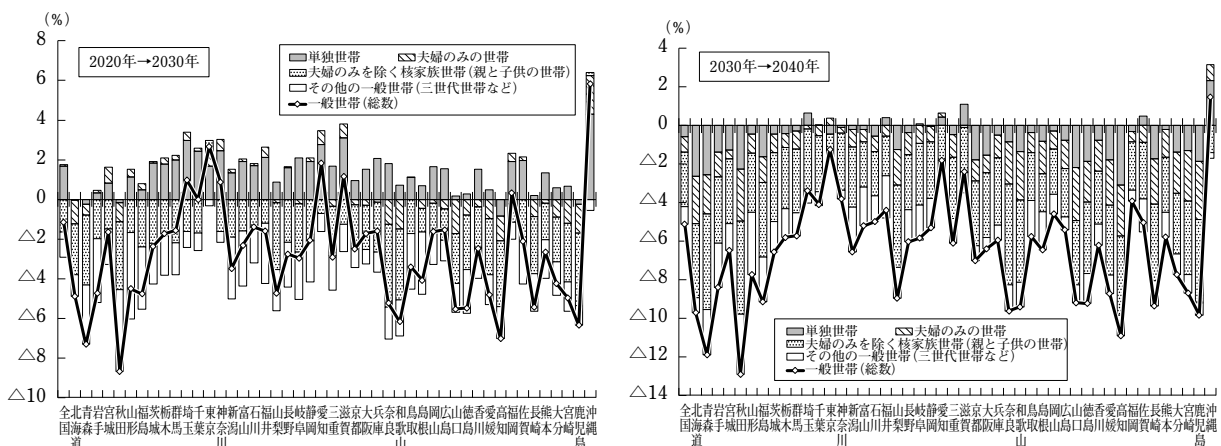 (%)
8
6
4
2
0
△2
△4
△6
△8
△10
2020年→2030年
単独世帯
夫婦のみの世帯
夫婦のみを除く核家族世帯(親と子供の世帯)
その他の一般世帯(三世代世帯など)
一般世帯(総数)
全国
北海道
青森
岩手
宮城
秋田
山形
福島
茨城
栃木
群馬
埼玉
千葉
東京
神奈川
新潟
富山
石川
福井
山梨
長野
岐阜
静岡
愛知
三重
滋賀
京都
大阪
兵庫
奈良
和歌山
鳥取
島根
岡山
広島
山口
徳島
香川
愛媛
高知
福岡
佐賀
長崎
熊本
大分
宮崎
鹿児島
沖縄
(%)
4
2
0
△2
△4
△6
△8
△10
△12
△14
2030年→2040年
単独世帯
夫婦のみの世帯
夫婦のみを除く核家族世帯(親と子供の世帯)
その他の一般世帯(三世代世帯など)
一般世帯(総数)
全国
北海道
青森
岩手
宮城
秋田
山形
福島
茨城
栃木
群馬
埼玉
千葉
東京
神奈川
新潟
富山
石川
福井
山梨
長野
岐阜
静岡
愛知
三重
滋賀
京都
大阪
兵庫
奈良
和歌山
鳥取
島根
岡山
広島
山口
徳島
香川
愛媛
高知
福岡
佐賀
長崎
熊本
大分
宮崎
鹿児島
沖縄